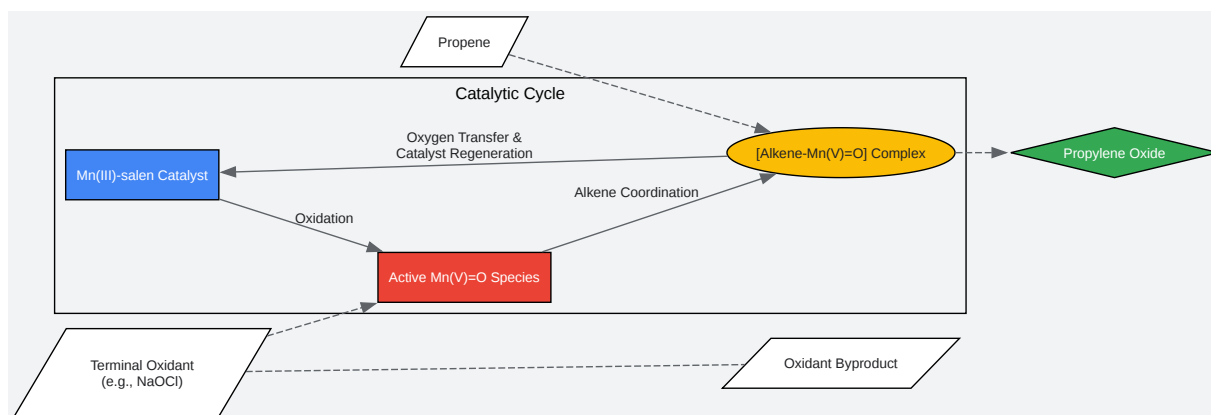 Propene
Catalytic Cycle
Oxygen Transfer &
Catalyst Regeneration
[Alkene-Mn(V)=O] Complex
Propylene Oxide
Mn(III)-salen Catalyst
Alkene Coordination
Oxidation
Active Mn(V)=O Species
Terminal Oxidant
(e.g., NaOCl)
Oxidant Byproduct